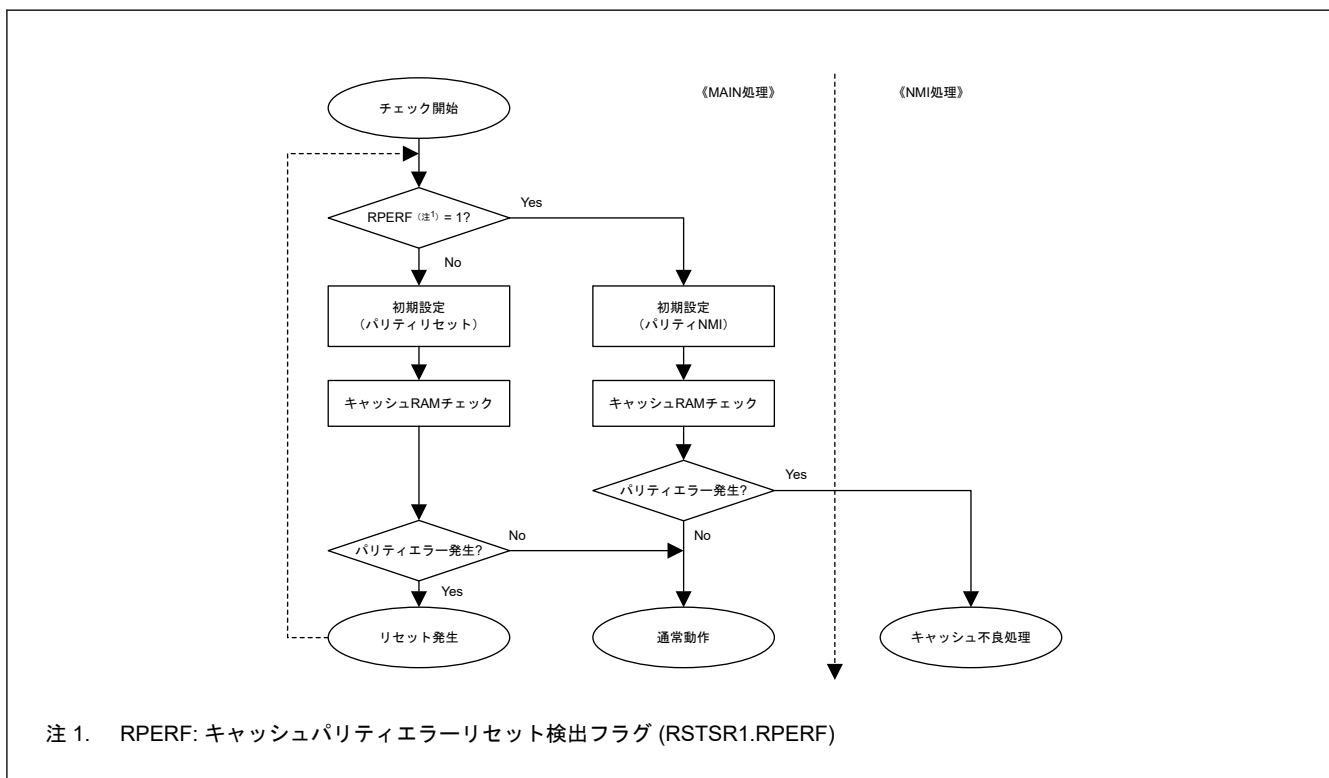 《MAIN処理》
《NMI処理》
チェック開始
RPERF（注1）= 1?
Yes
No
初期設定
（パリティリセット）
初期設定
（パリティNMI）
キャッシュRAMチェック
キャッシュRAMチェック
パリティエラー発生?
Yes
No
パリティエラー発生?
No
Yes
リセット発生
通常動作
キャッシュ不良処理
注 1. RPERF: キャッシュパリティエラーリセット検出フラグ (RSTSR1.RPERF)